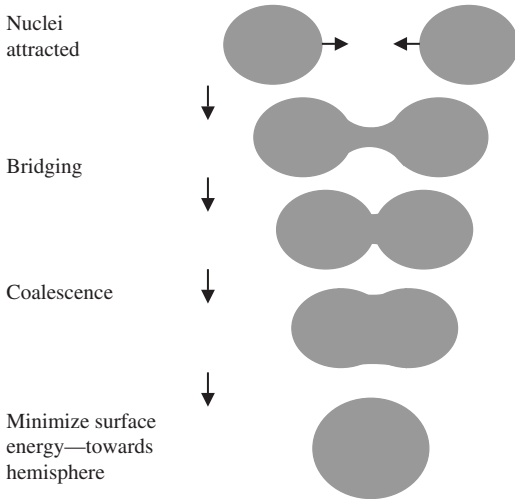 Nuclei
attracted
Bridging
Coalescence
Minimize surface
energy—towards
hemisphere